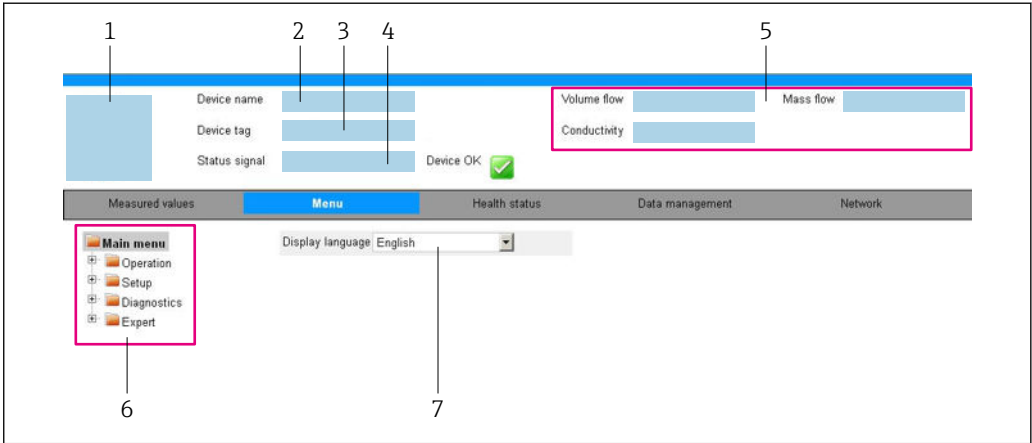 1 2 3 4 5
Device name Volume flow Mass flow
Device tag Conductivity
Status signal Device OK
Measured values Menu Health status Data management Network
Main menu Display language English
Operation
Setup
Diagnostics
Expert
6 7